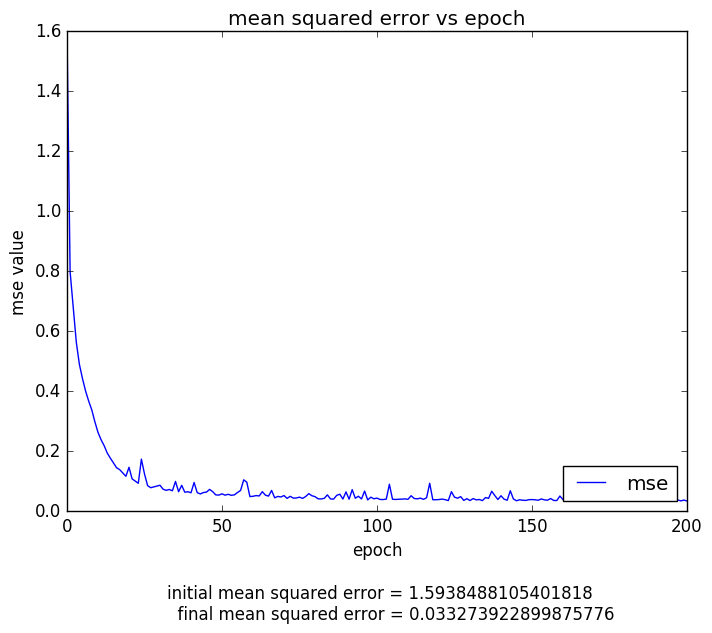 mean squared error vs epoch
1.6
1.4
1.2
1.0
0.8
0.6
0.4
0.2
0.0
mse value
mse
0 50 100 150 200
epoch
initial mean squared error = 1.5938488105401818
final mean squared error = 0.033273922899875776